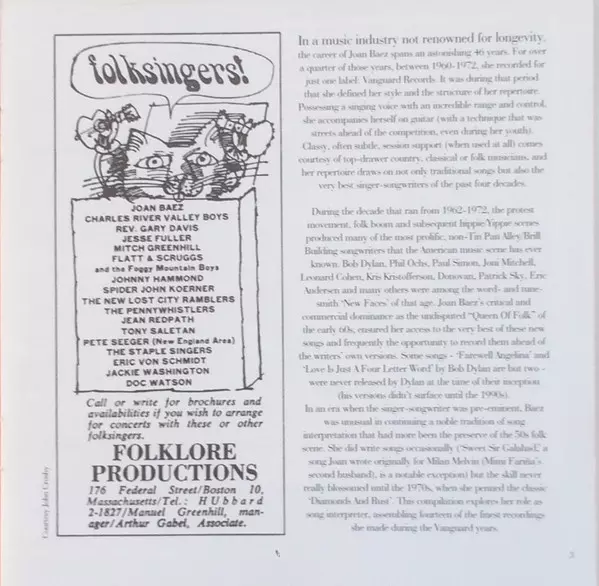 folksingers!
JOAN BAEZ
CHARLES RIVER VALLEY BOYS
REV. GARY DAVIS
JESSE FULLER
MITCH GREENHILL
FLATT & SCRUGGS
and the Foggy Mountain Boys
JOHNNY HAMMOND
SPIDER JOHN KOERNER
THE NEW LOST CITY RAMBLERS
THE PENNYWHISTLERS
JEAN REDPATH
TONY SALETAN
PETE SEEGER (New England Area)
THE STAPLE SINGERS
ERIC VON SCHMIDT
JACKIE WASHINGTON
DOC WATSON
Call or write for brochures and
availabilities if you wish to arrange
for concerts with these or other
folksingers.
FOLKLORE
PRODUCTIONS
176 Federal Street/Boston 10,
Massachusetts/Tel.: HUbbard
2-1827/Manuel Greenhill, man-
ager/Arthur Gabel, Associate.
Courtesy John Crosby
In a music industry not renowned for longevity,
the career of Joan Baez spans an astonishing 46 years. For over
a quarter of those years, between 1960-1972, she recorded for
just one label: Vanguard Records. It was during that period
that she defined her style and the structure of her repertoire.
Possessing a singing voice with an incredible range and control,
she accompanies herself on guitar (with a technique that was
streets ahead of the competition, even during her youth).
Classy, often subtle, session support (when used at all) comes
courtesy of top-drawer country, classical or folk musicians, and
her repertoire draws on not only traditional songs but also the
very best singer-songwriters of the past four decades.
During the decade that ran from 1962-1972, the protest
movement, folk boom and subsequent hippie/Yippie scenes
produced many of the most prolific, non-Tin Pan Alley/Brill
Building songwriters that the American music scene has ever
known. Bob Dylan, Phil Ochs, Paul Simon, Joni Mitchell,
Leonard Cohen, Kris Kristofferson, Donovan, Patrick Sky, Eric
Andersen and many others were among the word- and tune-
smith 'New Faces' of that age. Joan Baez's critical and
commercial dominance as the undisputed "Queen Of Folk" of
the early 60s, ensured her access to the very best of these new
songs and frequently the opportunity to record them ahead of
the writers' own versions. Some songs - 'Farewell Angelina' and
'Love Is Just A Four Letter Word' by Bob Dylan are but two -
were never released by Dylan at the time of their inception
(his versions didn't surface until the 1990s).
In an era when the singer-songwriter was pre-eminent, Baez
was unusual in continuing a noble tradition of song
interpretation that had more been the preserve of the 50s folk
scene. She did write songs occasionally ('Sweet Sir Galahad,' a
song Joan wrote originally for Milan Melvin (Mimi Fariña's
second husband), is a notable exception) but the skill never
really blossomed until the 1970s, when she penned the classic
'Diamonds And Rust'. This compilation explores her role as
song interpreter, assembling fourteen of the finest recordings
she made during the Vanguard years.
3